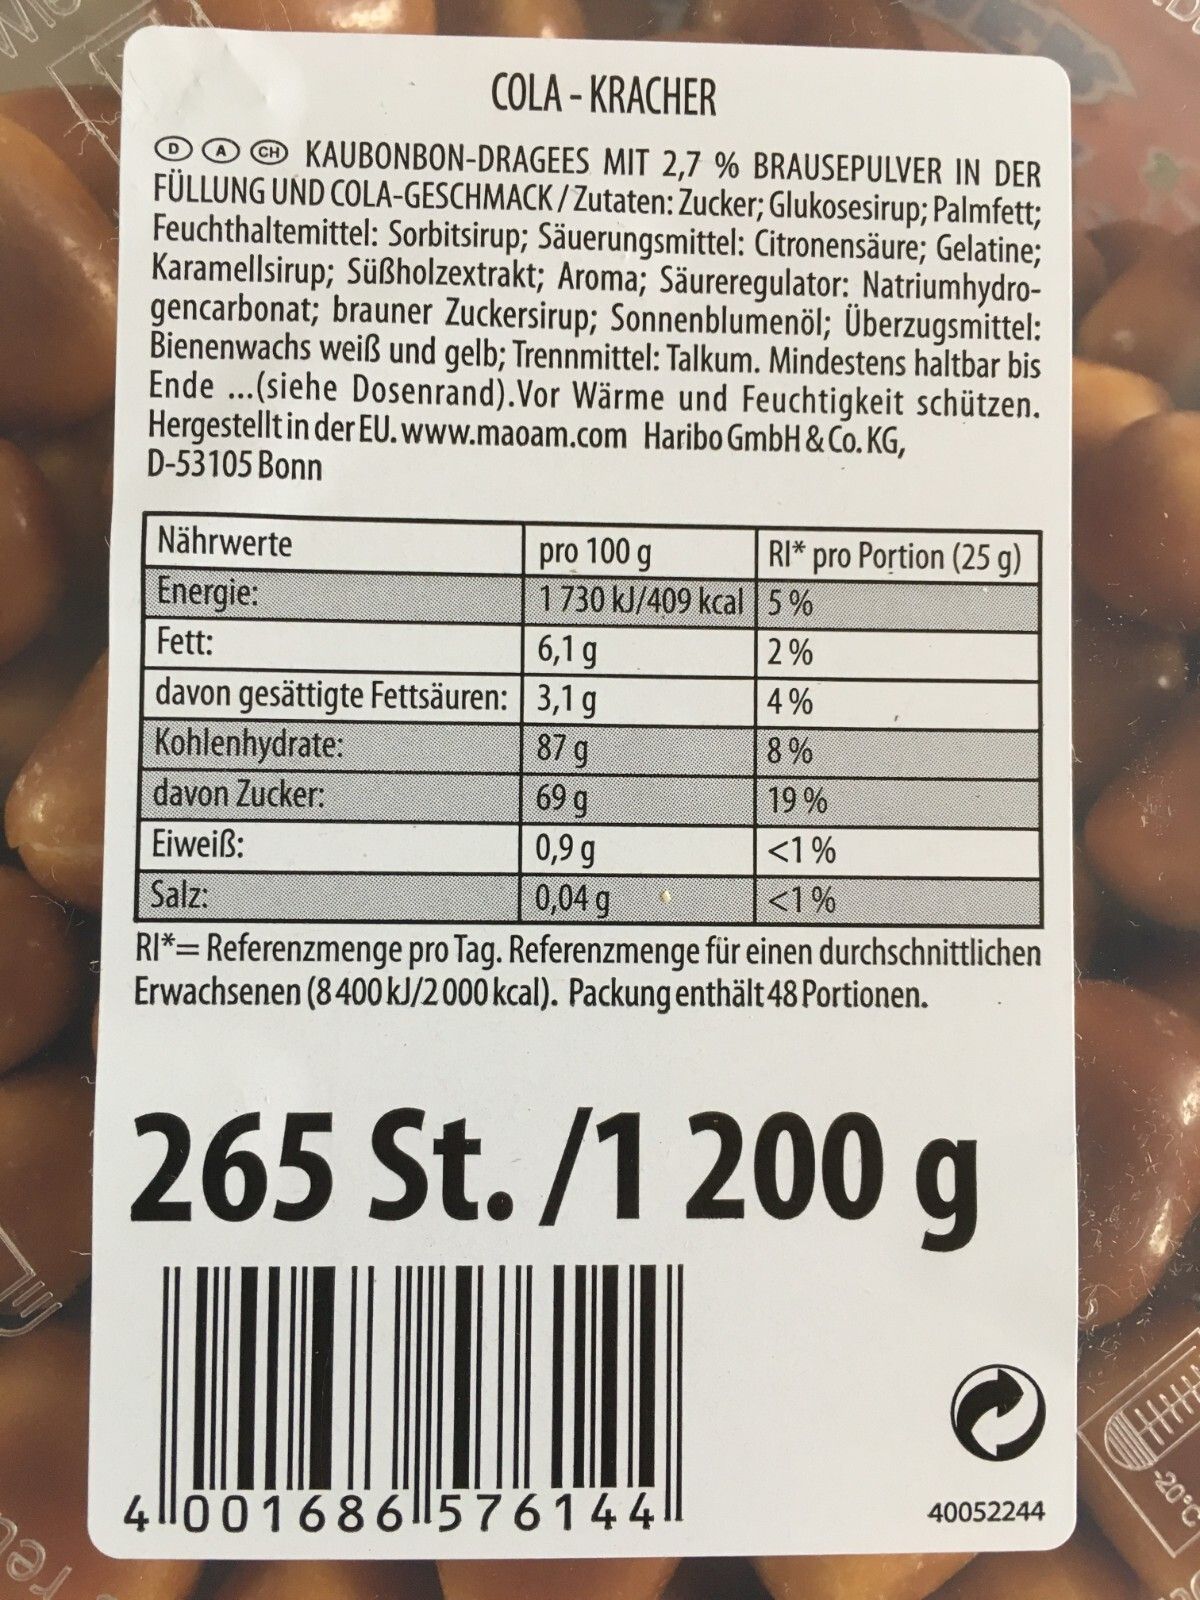 COLA - KRACHER
D A CH KAUBONBON-DRAGEES MIT 2,7 % BRAUSEPULVER IN DER
FÜLLUNG UND COLA-GESCHMACK / Zutaten: Zucker; Glukosesirup; Palmfett;
Feuchthaltemittel: Sorbitsirup; Säuerungsmittel: Citronensäure; Gelatine;
Karamellsirup; Süßholzextrakt; Aroma; Säureregulator: Natriumhydro-
gencarbonat; brauner Zuckersirup; Sonnenblumenöl; Überzugsmittel:
Bienenwachs weiß und gelb; Trennmittel: Talkum. Mindestens haltbar bis
Ende ...(siehe Dosenrand).Vor Wärme und Feuchtigkeit schützen.
Hergestellt in der EU. www.maoam.com Haribo GmbH & Co. KG,
D-53105 Bonn
Nährwerte pro 100 g RI* pro Portion (25 g)
Energie: 1 730 kJ/409 kcal 5 %
Fett: 6,1 g 2 %
davon gesättigte Fettsäuren: 3,1 g 4 %
Kohlenhydrate: 87 g 8 %
davon Zucker: 69 g 19 %
Eiweiß: 0,9 g <1 %
Salz: 0,04 g <1 %
RI*= Referenzmenge pro Tag. Referenzmenge für einen durchschnittlichen
Erwachsenen (8 400 kJ/2 000 kcal). Packung enthält 48 Portionen.
265 St. /1 200 g
4 001686 576144
40052244
-20°C